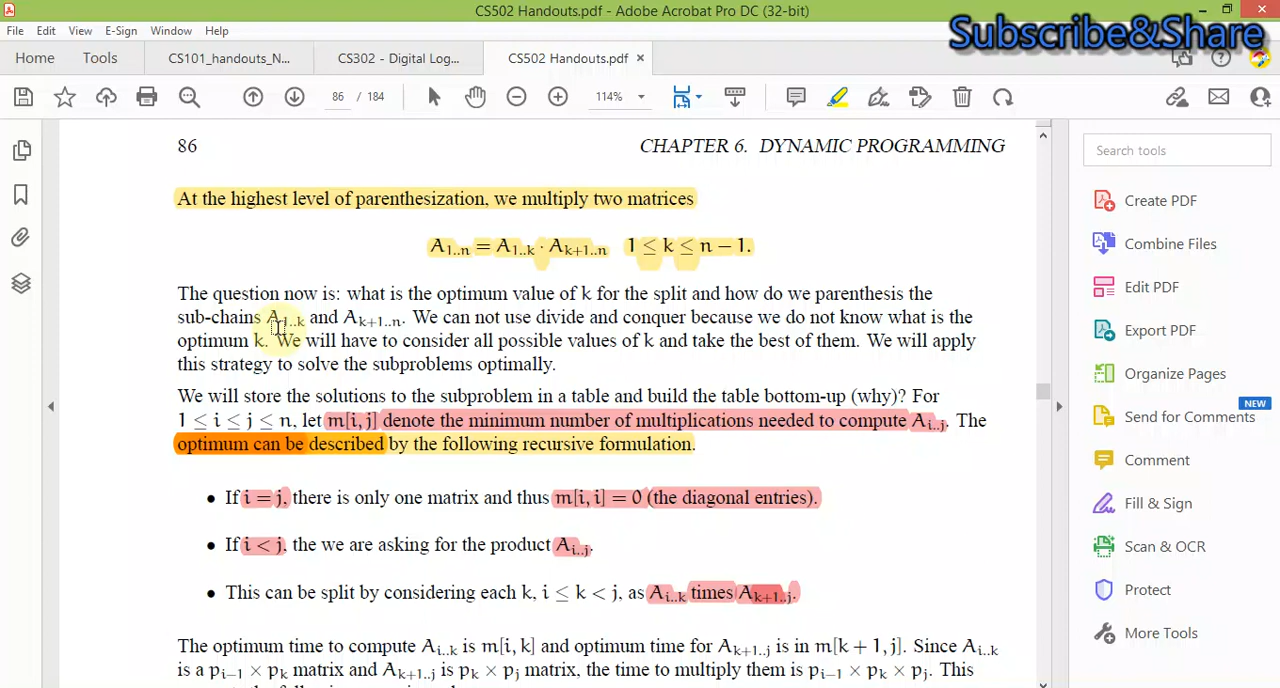 CS502 Handouts.pdf - Adobe Acrobat Pro DC (32-bit)
Subscribe&Share
File Edit View E-Sign Window Help
Home Tools CS101_handouts_N... CS302 - Digital Log... CS502 Handouts.pdf ×
86 / 184 114%
86 CHAPTER 6. DYNAMIC PROGRAMMING
At the highest level of parenthesization, we multiply two matrices
A1..n = A1..k · Ak+1..n 1 ≤ k ≤ n − 1.
The question now is: what is the optimum value of k for the split and how do we parenthesis the
sub-chains A1..k and Ak+1..n. We can not use divide and conquer because we do not know what is the
optimum k. We will have to consider all possible values of k and take the best of them. We will apply
this strategy to solve the subproblems optimally.
We will store the solutions to the subproblem in a table and build the table bottom-up (why)? For
1 ≤ i ≤ j ≤ n, let m[i, j] denote the minimum number of multiplications needed to compute Ai..j. The
optimum can be described by the following recursive formulation.
• If i = j, there is only one matrix and thus m[i, i] = 0 (the diagonal entries).
• If i < j, the we are asking for the product Ai..j.
• This can be split by considering each k, i ≤ k < j, as Ai..k times Ak+1..j.
The optimum time to compute Ai..k is m[i, k] and optimum time for Ak+1..j is in m[k + 1, j]. Since Ai..k
is a pi−1 × pk matrix and Ak+1..j is pk × pj matrix, the time to multiply them is pi−1 × pk × pj. This
Search tools
Create PDF
Combine Files
Edit PDF
Export PDF
Organize Pages
NEW
Send for Comments
Comment
Fill & Sign
Scan & OCR
Protect
More Tools